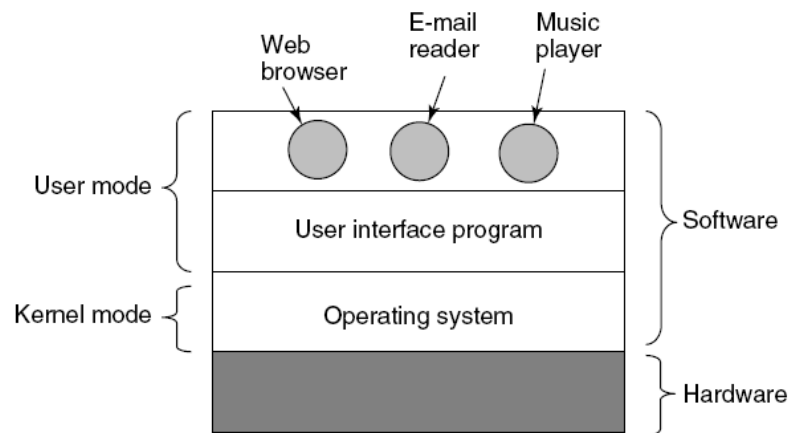 Web
browser
E-mail
reader
Music
player
User mode
User interface program
Software
Kernel mode
Operating system
Hardware